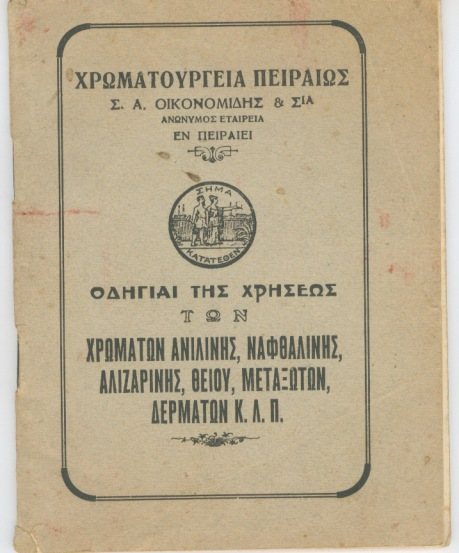 ΧΡΩΜΑΤΟΥΡΓΕΙΑ ΠΕΙΡΑΙΩΣ
Σ. Α. ΟΙΚΟΝΟΜΙΔΗΣ & ΣΙΑ
ΑΝΩΝΥΜΟΣ ΕΤΑΙΡΕΙΑ
ΕΝ ΠΕΙΡΑΙΕΙ
ΣΗΜΑ
ΚΑΤΑΤΕΘΕΝ
ΟΔΗΓΙΑΙ ΤΗΣ ΧΡΗΣΕΩΣ
ΤΩΝ
ΧΡΩΜΑΤΩΝ ΑΝΙΛΙΝΗΣ, ΝΑΦΘΑΛΙΝΗΣ,
ΑΛΙΖΑΡΙΝΗΣ, ΘΕΙΟΥ, ΜΕΤΑΞΩΤΩΝ,
ΔΕΡΜΑΤΩΝ Κ. Λ. Π.